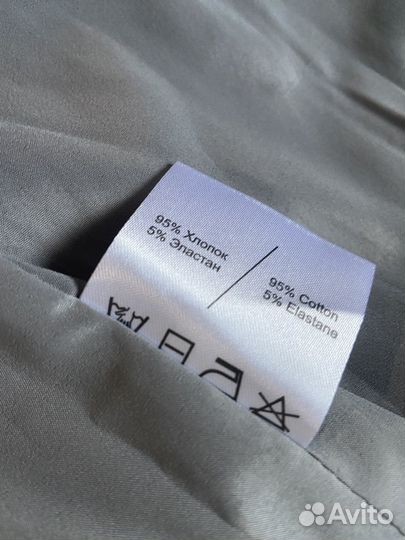 95% Хлопок
5% Эластан
95% Cotton
5% Elastane
Avito